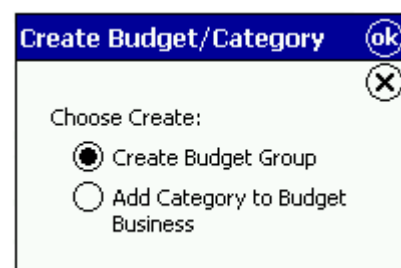 Create Budget/Category ok
Choose Create:
Create Budget Group
Add Category to Budget
Business